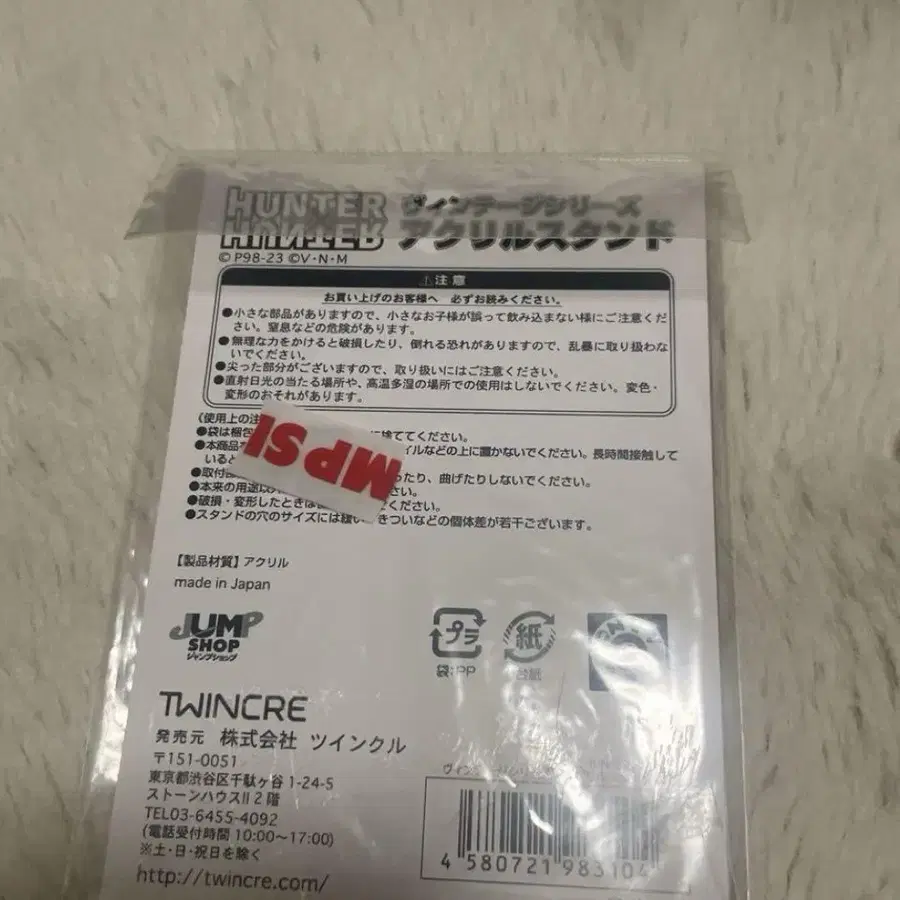 HUNTER
HUNTER
ヴィンテージシリーズ
アクリルスタンド
©P98-23 ©V・N・M
⚠注意
お買い上げのお客様へ 必ずお読みください。
●小さな部品がありますので、小さなお子様が誤って飲み込まない様にご注意くだ
さい。窒息などの危険があります。
●無理な力をかけると破損したり、倒れる恐れがありますので、乱暴に取り扱わな
いでください。
●尖った部分がございますので、取り扱いにはご注意ください。
●直射日光の当たる場所や、高温多湿の場所での使用はしないでください。変色・
変形のおそれがあります。
(使用上の注
●袋は梱包 に捨ててください。
●本商品を イルなどの上に置かないでください。長時間接触して
いると
●取付部 ったり、曲げたりしないでください。
●本来の用途以 さい。
●破損・変形したときは ください。
●スタンドの穴のサイズには緩い きついなどの個体差が若干ございます。
MPSI
【製品材質】アクリル
made in Japan
JUMP
SHOP
ジャンプショップ
プラ
袋:PP
紙
台紙
TWINCRE
発売元 株式会社 ツインクル
〒151-0051
東京都渋谷区千駄ヶ谷1-24-5
ストーンハウスII2階
TEL03-6455-4092
(電話受付時間 10:00~17:00)
※土・日・祝日を除く
http://twincre.com/
4 580721 983104